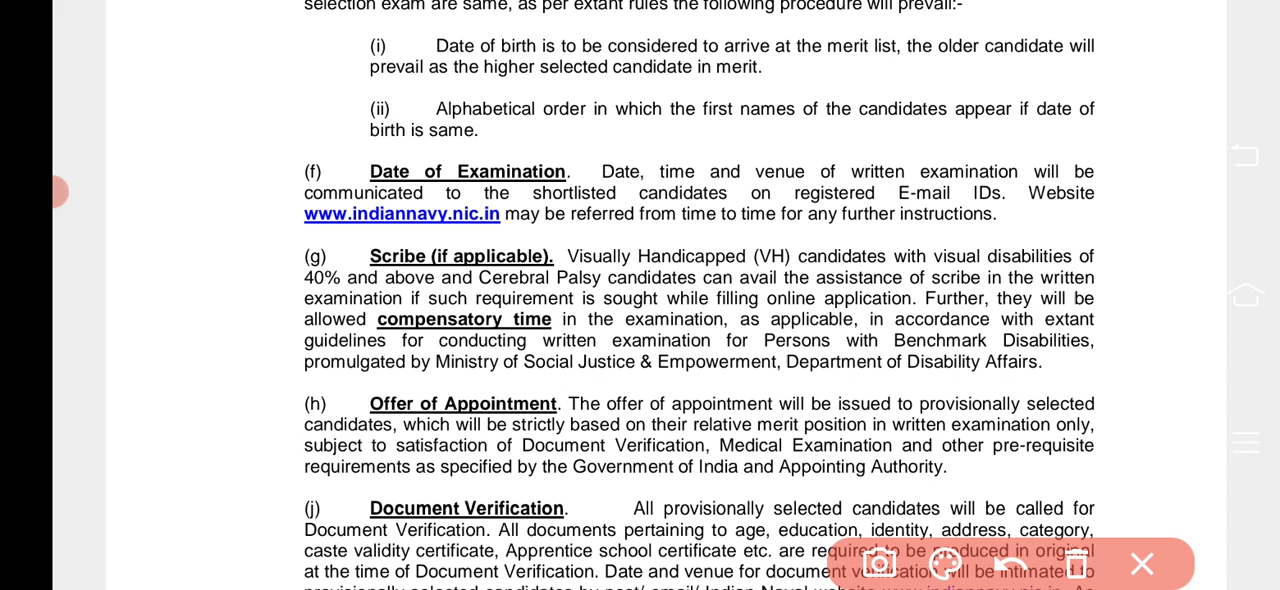 selection exam are same, as per extant rules the following procedure will prevail:-
(i) Date of birth is to be considered to arrive at the merit list, the older candidate will
prevail as the higher selected candidate in merit.
(ii) Alphabetical order in which the first names of the candidates appear if date of
birth is same.
(f) Date of Examination. Date, time and venue of written examination will be
communicated to the shortlisted candidates on registered E-mail IDs. Website
www.indiannavy.nic.in may be referred from time to time for any further instructions.
(g) Scribe (if applicable). Visually Handicapped (VH) candidates with visual disabilities of
40% and above and Cerebral Palsy candidates can avail the assistance of scribe in the written
examination if such requirement is sought while filling online application. Further, they will be
allowed compensatory time in the examination, as applicable, in accordance with extant
guidelines for conducting written examination for Persons with Benchmark Disabilities,
promulgated by Ministry of Social Justice & Empowerment, Department of Disability Affairs.
(h) Offer of Appointment. The offer of appointment will be issued to provisionally selected
candidates, which will be strictly based on their relative merit position in written examination only,
subject to satisfaction of Document Verification, Medical Examination and other pre-requisite
requirements as specified by the Government of India and Appointing Authority.
(j) Document Verification. All provisionally selected candidates will be called for
Document Verification. All documents pertaining to age, education, identity, address, category,
caste validity certificate, Apprentice school certificate etc. are required to be produced in original
at the time of Document Verification. Date and venue for document verification will be intimated to